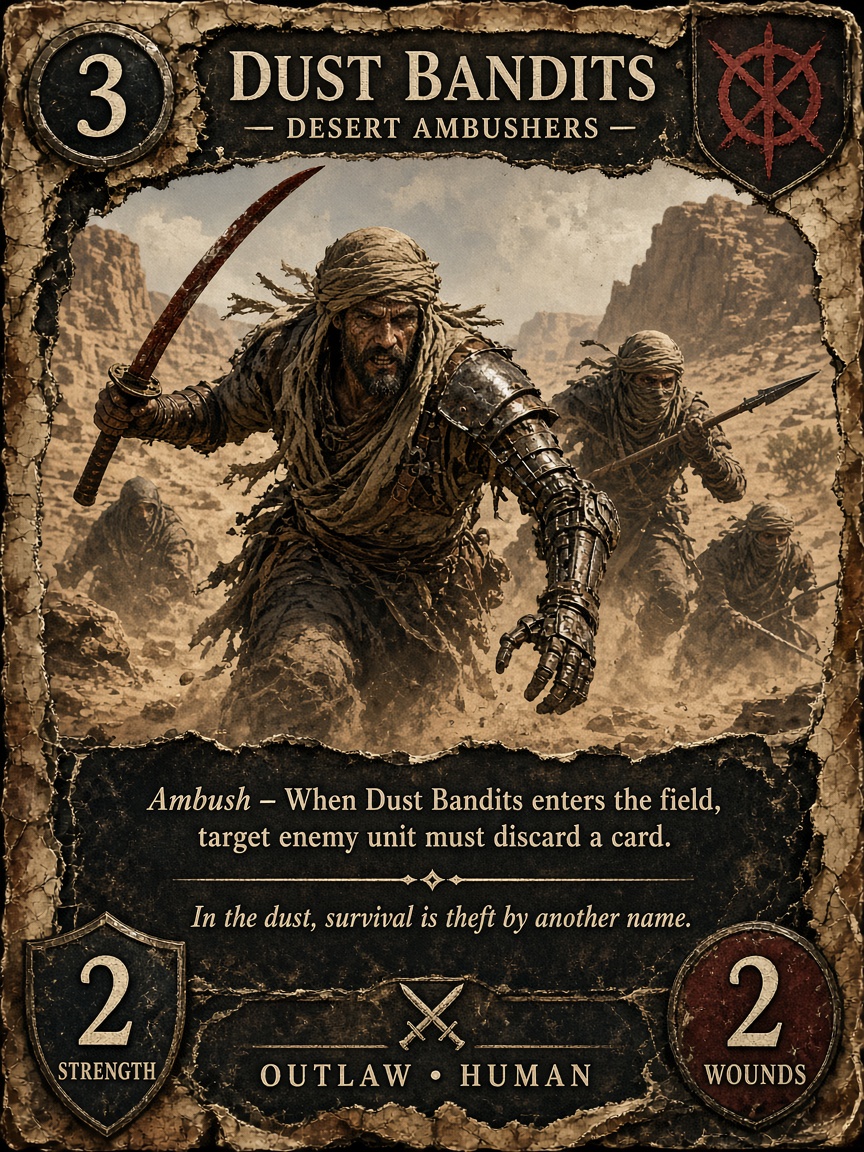 3
DUST BANDITS
— DESERT AMBUSHERS —
Ambush – When Dust Bandits enters the field,
target enemy unit must discard a card.
In the dust, survival is theft by another name.
2
STRENGTH
OUTLAW • HUMAN
2
WOUNDS